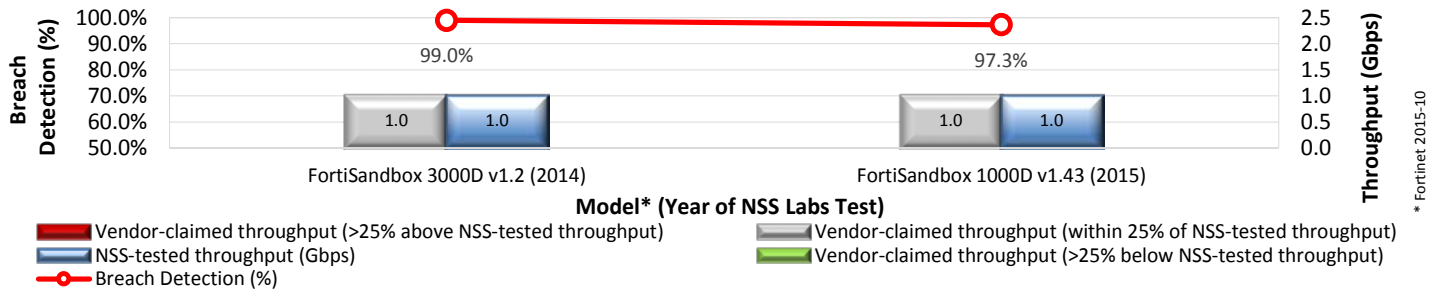 Breach
Detection (%)
100.0%
90.0%
80.0%
70.0%
60.0%
50.0%
99.0%
97.3%
1.0
1.0
1.0
1.0
2.5
2.0
1.5
1.0
0.5
0.0
Throughput (Gbps)
* Fortinet 2015-10
FortiSandbox 3000D v1.2 (2014)
FortiSandbox 1000D v1.43 (2015)
Model* (Year of NSS Labs Test)
Vendor-claimed throughput (>25% above NSS-tested throughput)
Vendor-claimed throughput (within 25% of NSS-tested throughput)
NSS-tested throughput (Gbps)
Vendor-claimed throughput (>25% below NSS-tested throughput)
Breach Detection (%)